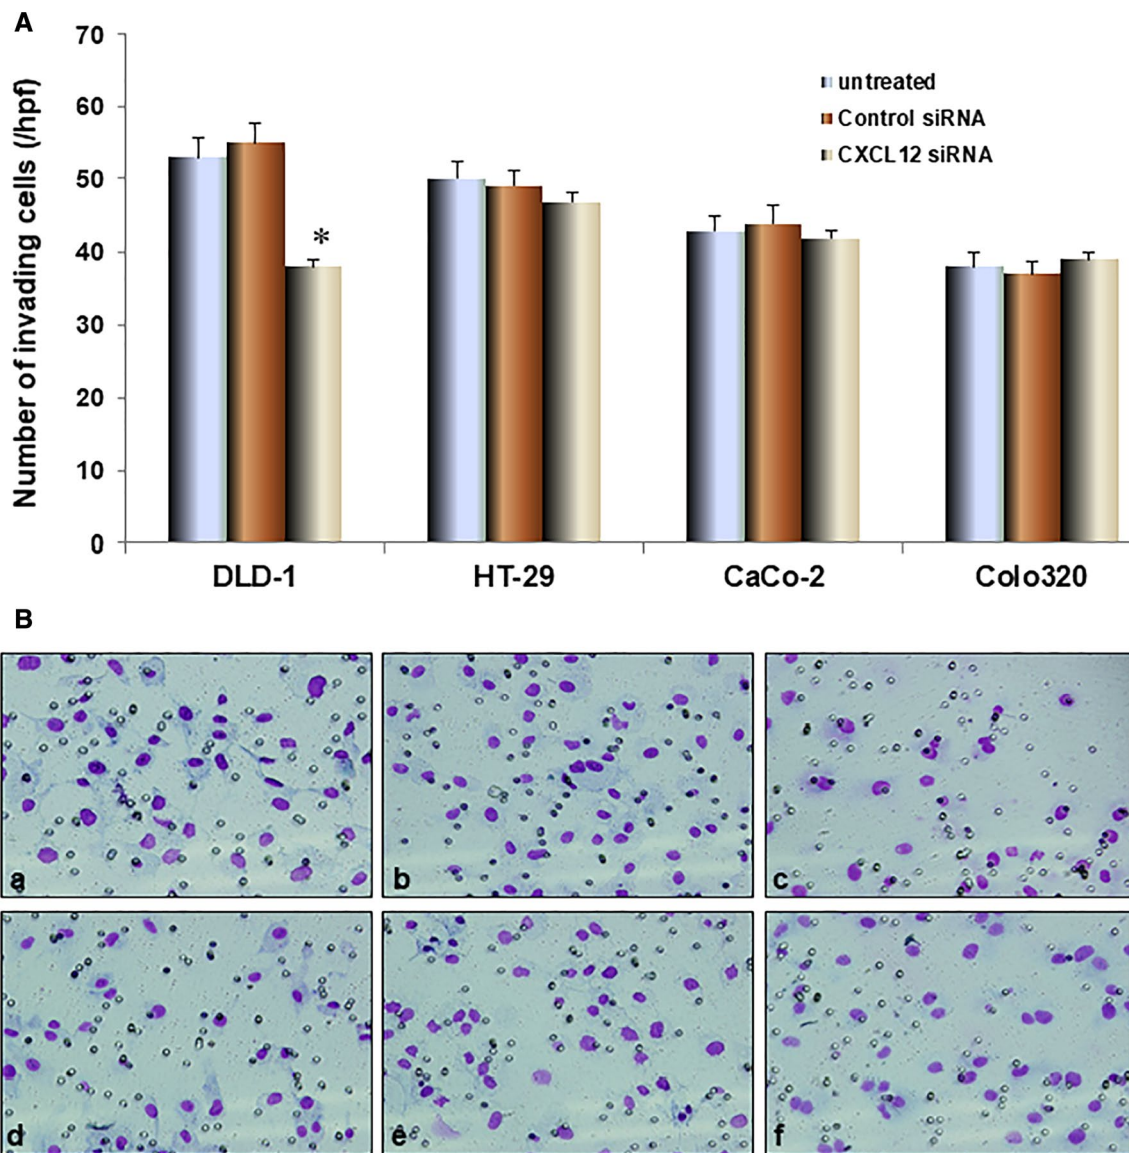 A
70
60
50
40
30
20
10
0
Number of invading cells (/hpf)
untreated
Control siRNA
CXCL12 siRNA
*
DLD-1
HT-29
CaCo-2
Colo320
B
a
b
c
d
e
f